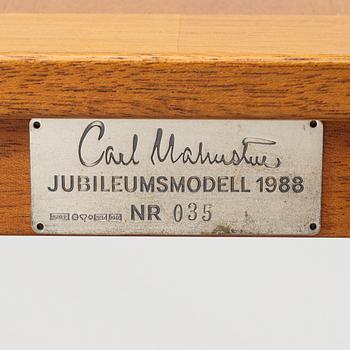 Carl Malmsten
JUBILEUMSMODELL 1988
NR 035